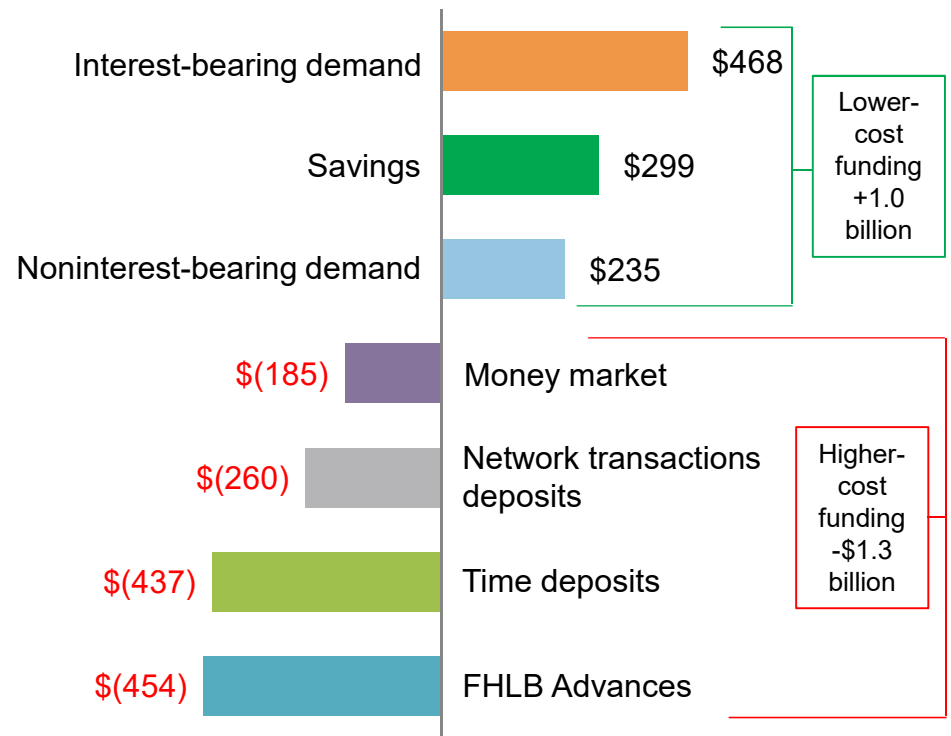 Interest-bearing demand
$468
Savings
$299
Noninterest-bearing demand
$235
Lower-
cost
funding
+1.0
billion
$(185)
Money market
$(260)
Network transactions
deposits
$(437)
Time deposits
$(454)
FHLB Advances
Higher-
cost
funding
-$1.3
billion